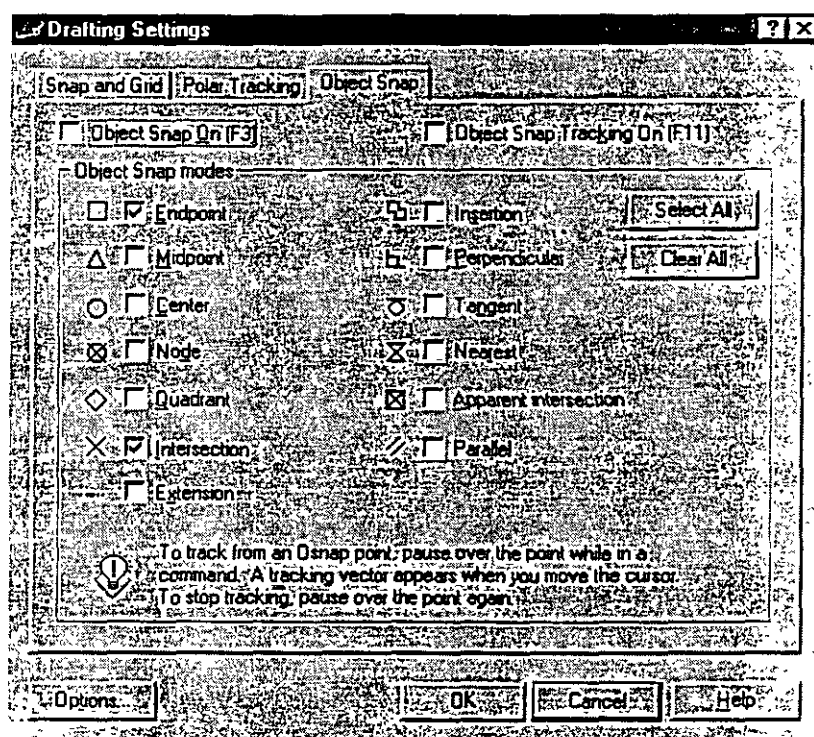 Drafting Settings
? X
Snap and Grid Polar Tracking Object Snap
Object Snap On (F3) Object Snap Tracking On (F11)
Object Snap modes
Endpoint Insertion Select All
Midpoint Perpendicular Clear All
Center Tangent
Node Nearest
Quadrant Apparent intersection
Intersection Parallel
Extension
To track from an Osnap point, pause over the point while in a
command. A tracking vector appears when you move the cursor.
To stop tracking, pause over the point again.
Options... OK Cancel Help